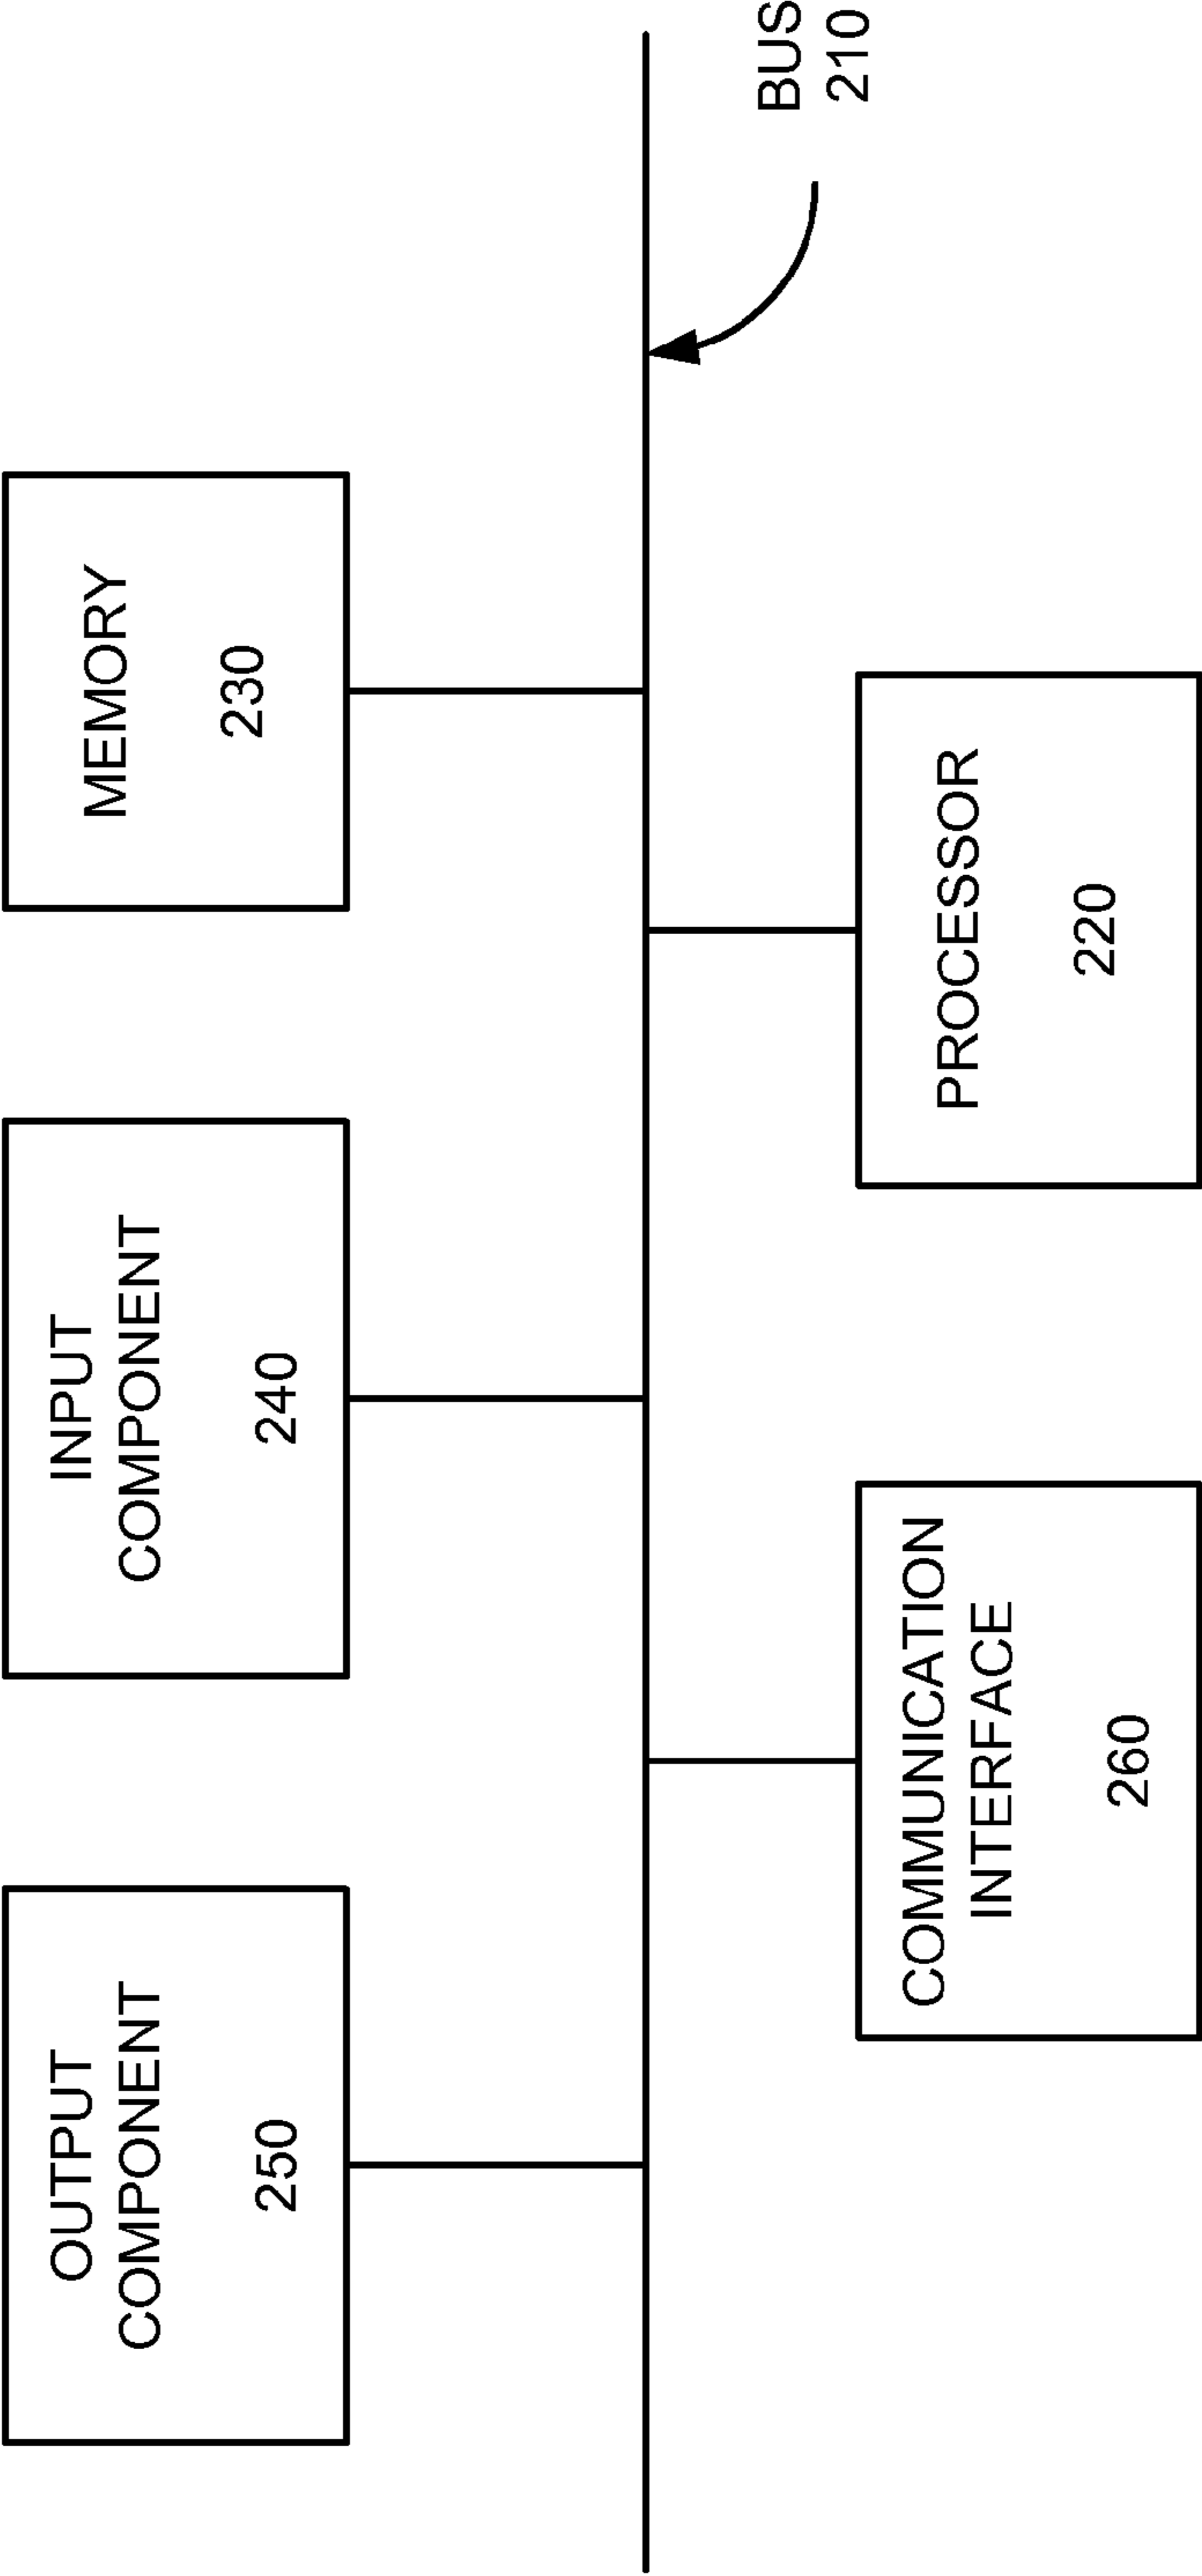 MEMORY
230
INPUT
COMPONENT
240
OUTPUT
COMPONENT
250
BUS
210
PROCESSOR
220
COMMUNICATION
INTERFACE
260